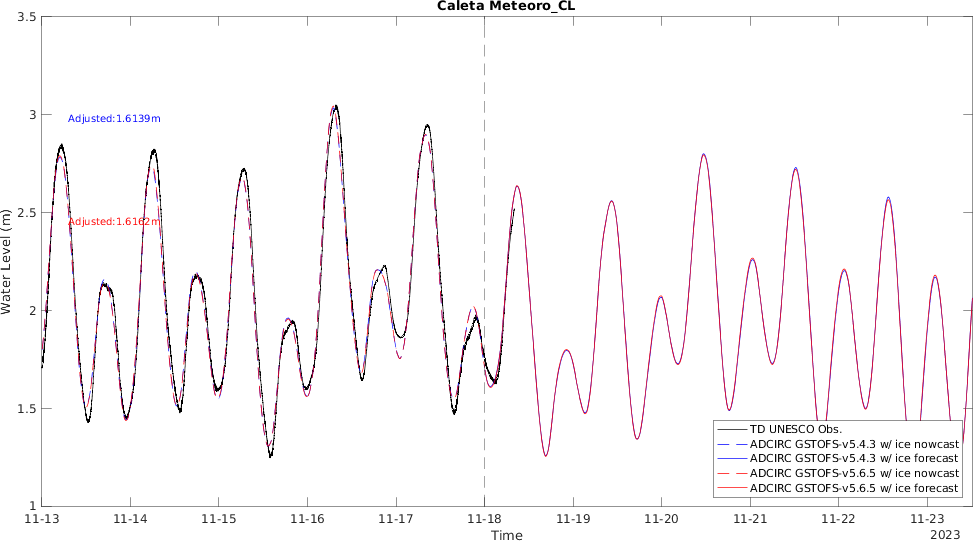 Caleta Meteoro_CL
3.5
3
2.5
2
1.5
1
Water Level (m)
Adjusted:1.6139m
Adjusted:1.6162m
TD UNESCO Obs.
ADCIRC GSTOFS-v5.4.3 w/ ice nowcast
ADCIRC GSTOFS-v5.4.3 w/ ice forecast
ADCIRC GSTOFS-v5.6.5 w/ ice nowcast
ADCIRC GSTOFS-v5.6.5 w/ ice forecast
11-13 11-14 11-15 11-16 11-17 11-18 11-19 11-20 11-21 11-22 11-23
Time
2023